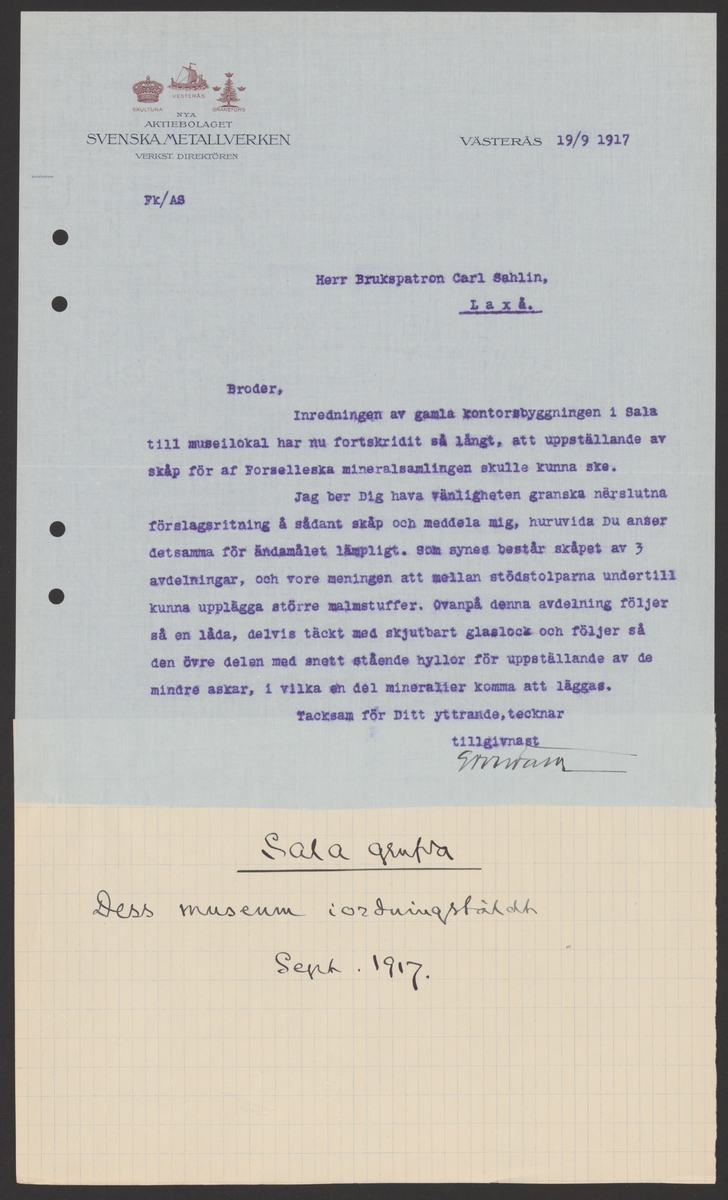 SKULTUNA
VESTERÅS
GRANEFORS
NYA
AKTIEBOLAGET
SVENSKA METALLVERKEN
VERKST. DIREKTÖREN
VÄSTERÅS 19/9 1917
Fk/AS
Herr Brukspatron Carl Sahlin,
Laxå.
Broder,
Inredningen av gamla kontorsbyggningen i Sala
till museilokal har nu fortskridit så långt, att uppställande av
skåp för af Forselleska mineralsamlingen skulle kunna ske.
Jag ber Dig hava vänligheten granska närslutna
förslagsritning å sådant skåp och meddela mig, huruvida Du anser
detsamma för ändamålet lämpligt. Som synes består skåpet av 3
avdelningar, och vore meningen att mellan stödstolparna undertill
kunna upplägga större malmstuffer. Ovanpå denna avdelning följer
så en låda, delvis täckt med skjutbart glaslock och följer så
den övre delen med snett stående hyllor för uppställande av de
mindre askar, i vilka en del mineralier komma att läggas.
Tacksam för Ditt yttrande,tecknar
tillgivnast
Sala grufva
Dess museum iordningstäldt
Sept. 1917.